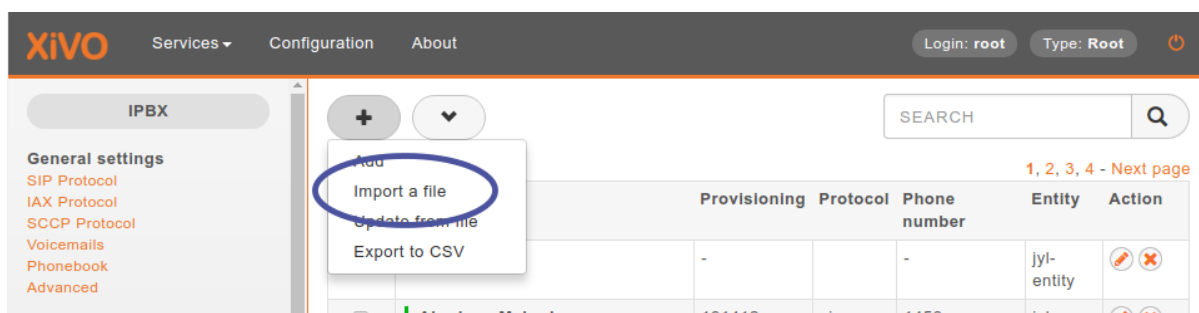 XiVO Services Configuration About Login: root Type: Root
IPBX
General settings
SIP Protocol
IAX Protocol
SCCP Protocol
Voicemails
Phonebook
Advanced
SEARCH
Add
Import a file
Update from file
Export to CSV
1, 2, 3, 4 - Next page
Provisioning Protocol Phone number Entity Action
- - jyl-entity